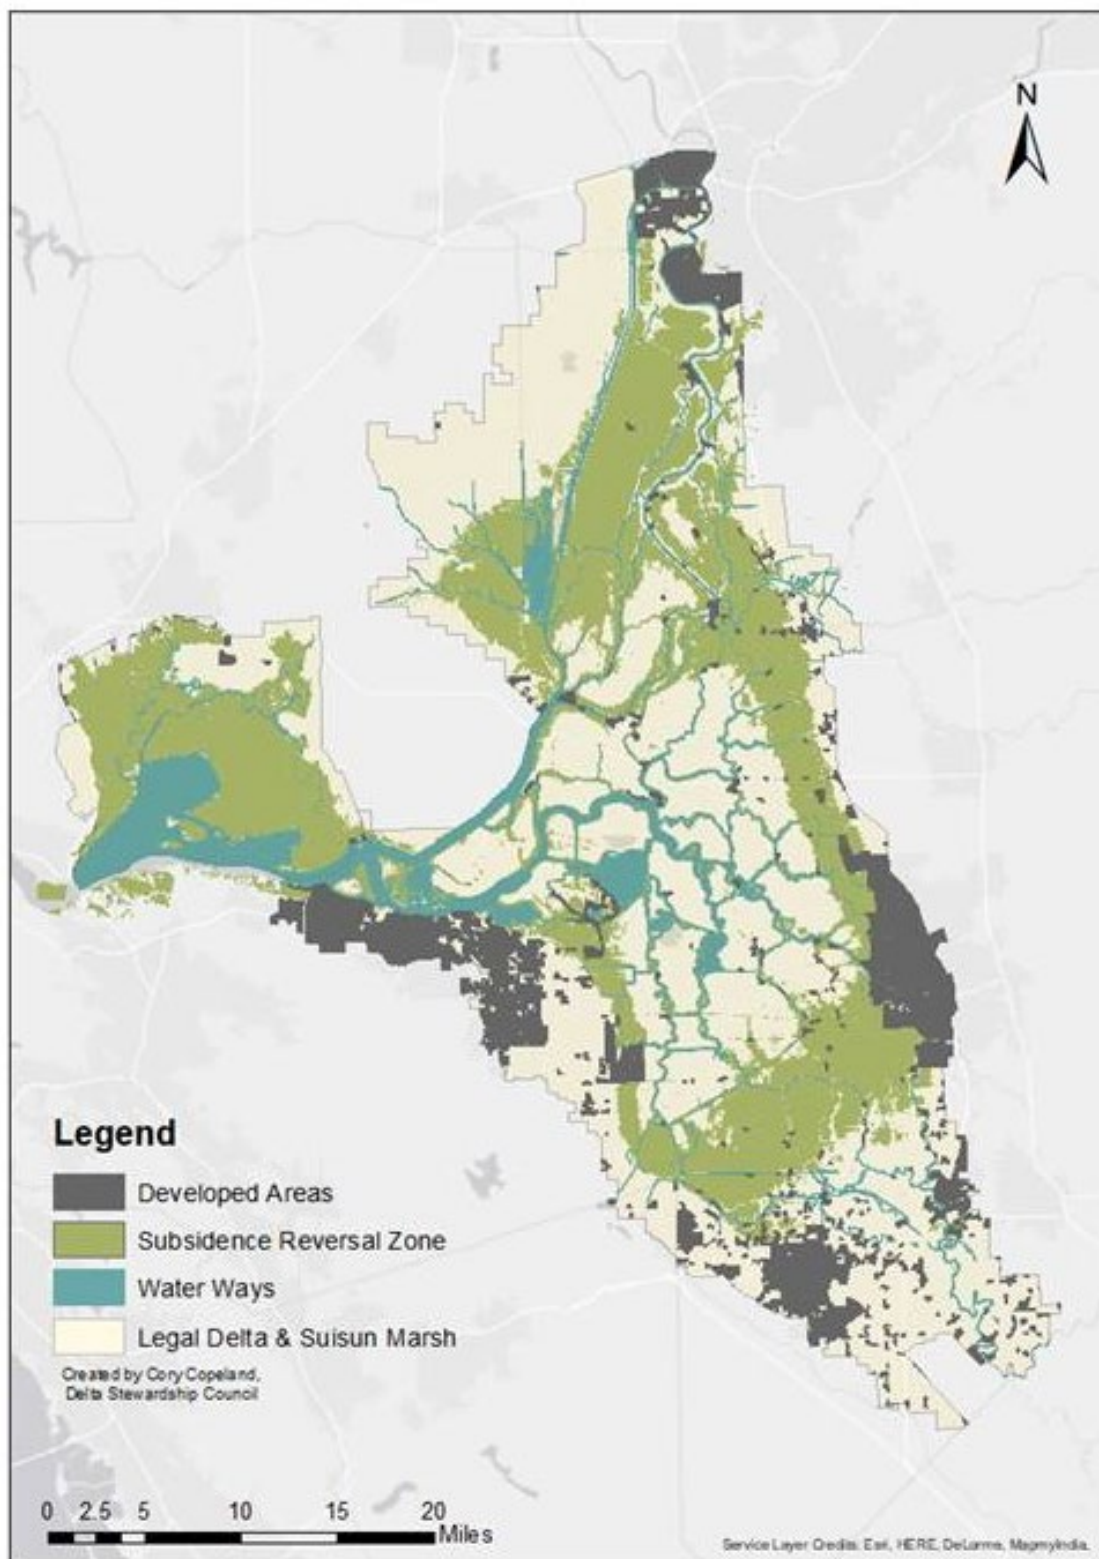 N
Legend
Developed Areas
Subsidence Reversal Zone
Water Ways
Legal Delta & Suisun Marsh
Created by Cory Copeland,
Delta Stewardship Council
0 2.5 5 10 15 20
Miles
Service Layer Credits: Esri, HERE, DeLorme, MapmyIndia,